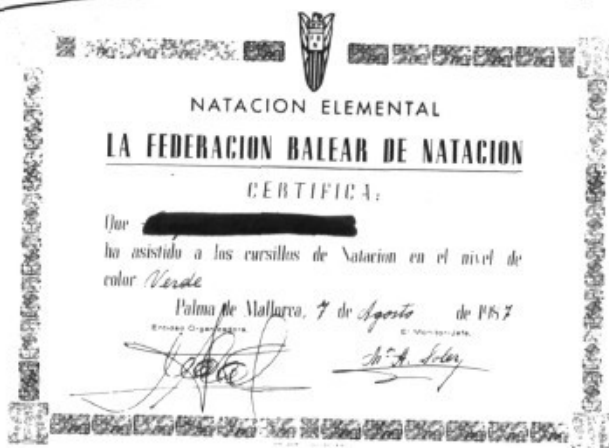 NATACION ELEMENTAL
LA FEDERACION BALEAR DE NATACION
CERTIFICA:
Que
ha asistido a los cursillos de Natacion en el nivel de
color Verde
Palma de Mallorca, 7 de Agosto de 1987
Entidad Organizadora, El Monitor-Jefe,
Mª A. Soler